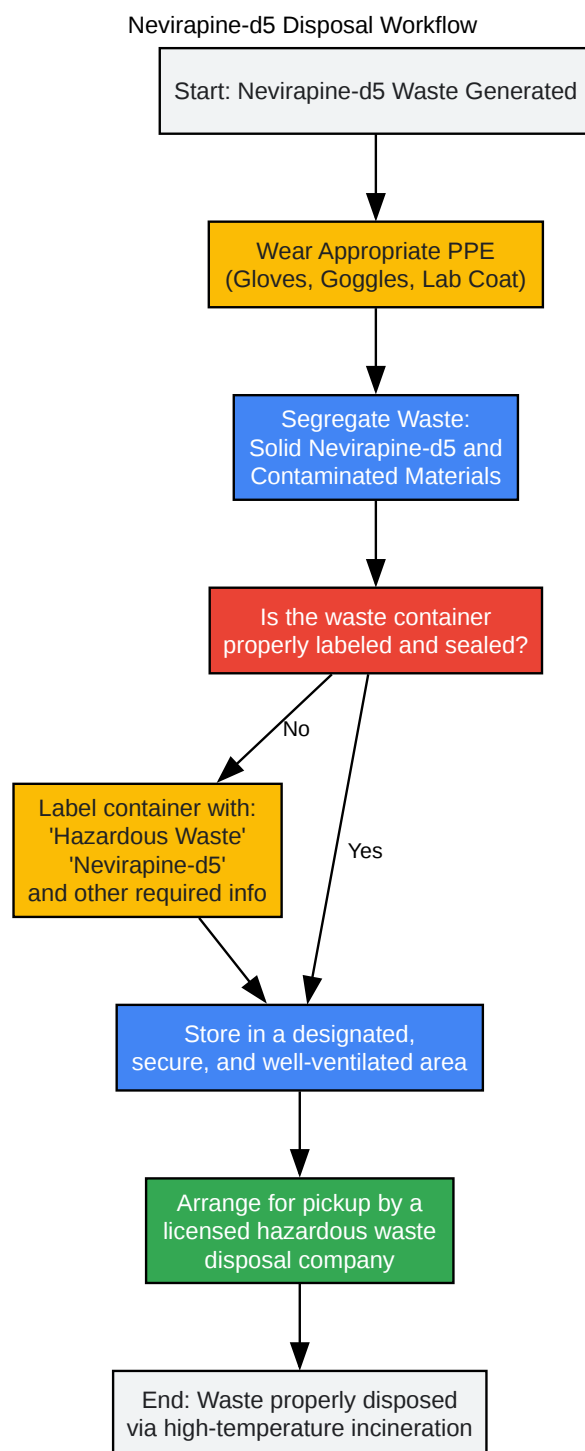 Nevirapine-d5 Disposal Workflow
Start: Nevirapine-d5 Waste Generated
Wear Appropriate PPE
(Gloves, Goggles, Lab Coat)
Segregate Waste:
Solid Nevirapine-d5 and
Contaminated Materials
Is the waste container
properly labeled and sealed?
No
Label container with:
'Hazardous Waste'
'Nevirapine-d5'
and other required info
Yes
Store in a designated,
secure, and well-ventilated area
Arrange for pickup by a
licensed hazardous waste
disposal company
End: Waste properly disposed
via high-temperature incineration